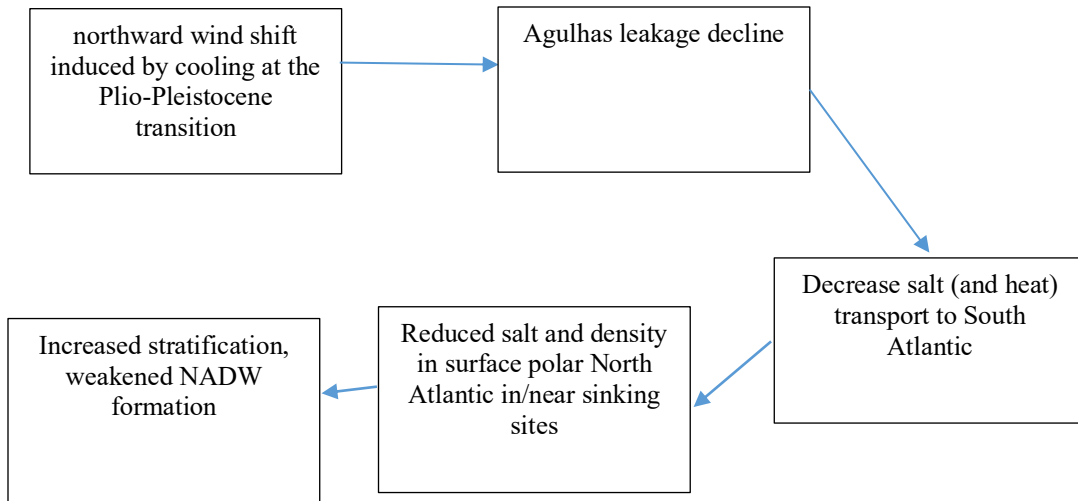 northward wind shift
induced by cooling at the
Plio-Pleistocene
transition
Agulhas leakage decline
Decrease salt (and heat)
transport to South
Atlantic
Reduced salt and density
in surface polar North
Atlantic in/near sinking
sites
Increased stratification,
weakened NADW
formation